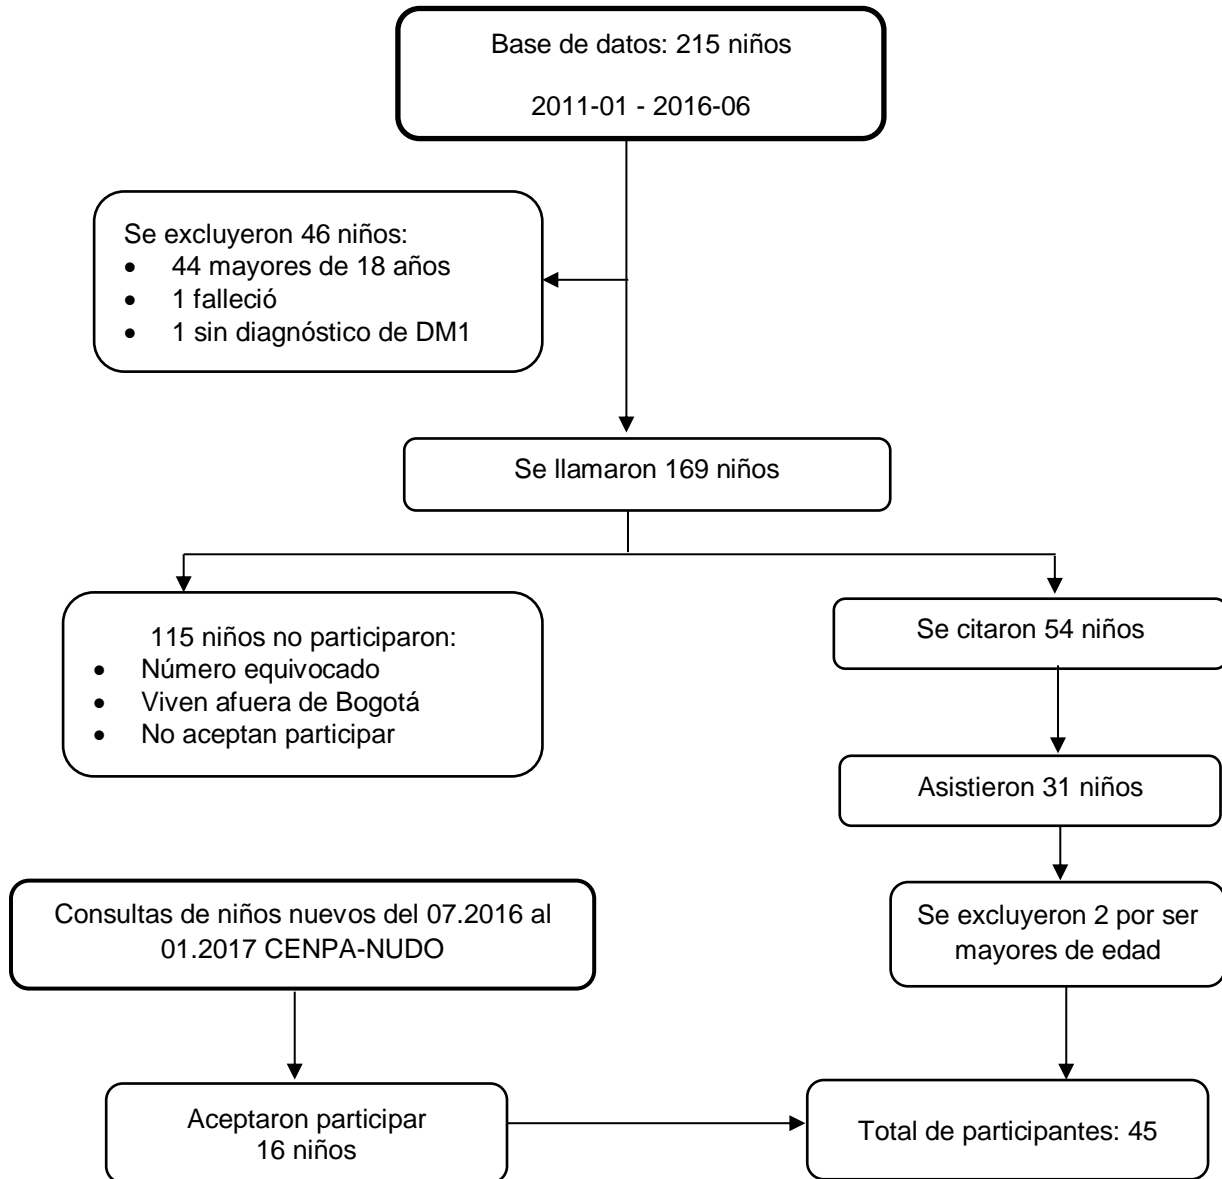 Base de datos: 215 niños
2011-01 - 2016-06
Se excluyeron 46 niños:
• 44 mayores de 18 años
• 1 falleció
• 1 sin diagnóstico de DM1
Se llamaron 169 niños
115 niños no participaron:
• Número equivocado
• Viven afuera de Bogotá
• No aceptan participar
Se citaron 54 niños
Asistieron 31 niños
Se excluyeron 2 por ser
mayores de edad
Consultas de niños nuevos del 07.2016 al
01.2017 CENPA-NUDO
Aceptaron participar
16 niños
Total de participantes: 45